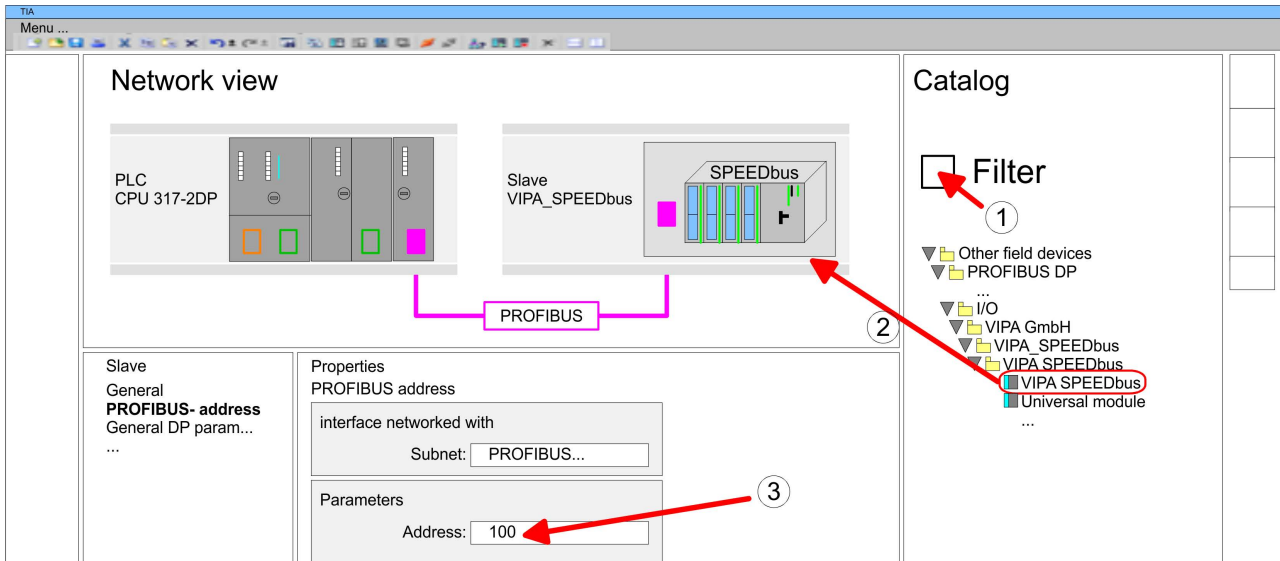 TIA
Menu ...
Network view
PLC
CPU 317-2DP
Slave
VIPA_SPEEDbus
SPEEDbus
PROFIBUS
2
Catalog
Filter
1
Other field devices
PROFIBUS DP
...
I/O
VIPA GmbH
VIPA_SPEEDbus
VIPA SPEEDbus
VIPA SPEEDbus
Universal module
...
Slave
General
PROFIBUS- address
General DP param...
...
Properties
PROFIBUS address
interface networked with
Subnet: PROFIBUS...
Parameters
Address: 100
3